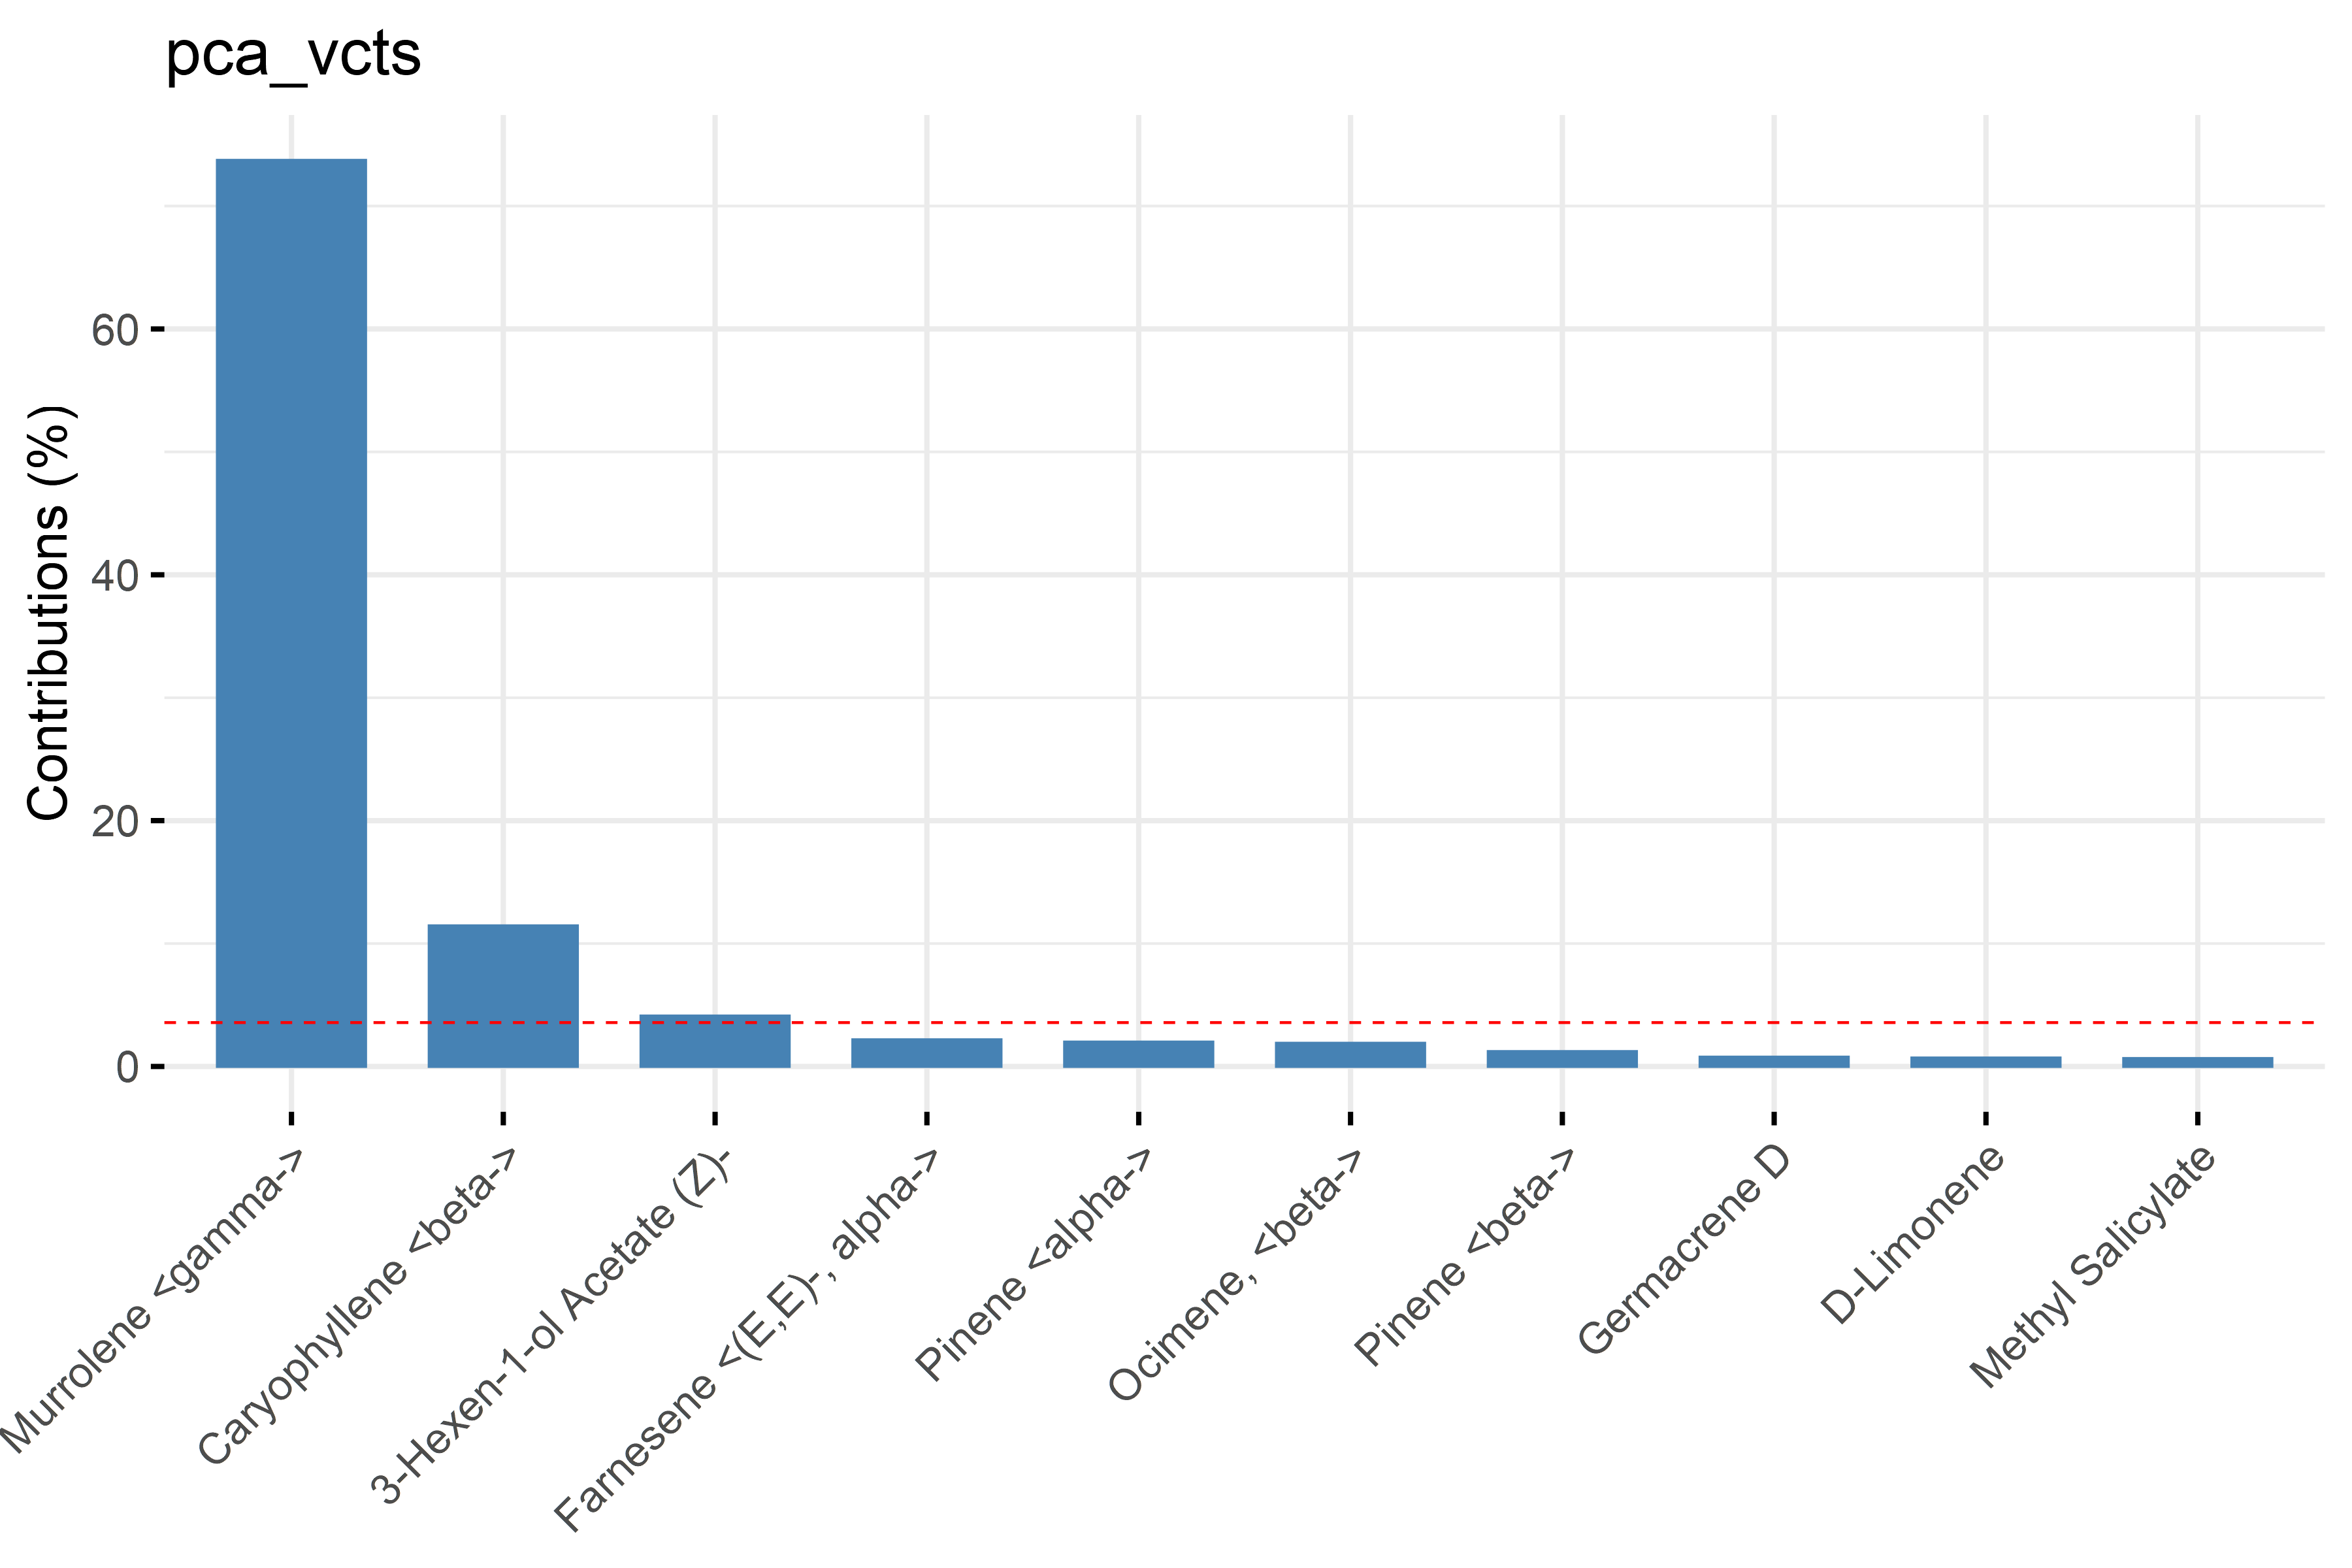 pca_vcts
Contributions (%)
60
40
20
0
Murrolene <gamma->
Caryophyllene <beta->
3-Hexen-1-ol Acetate (Z)-
Farnesene <(E,E)-, alpha->
Pinene <alpha->
Ocimene, <beta->
Pinene <beta->
Germacrene D
D-Limonene
Methyl Salicylate